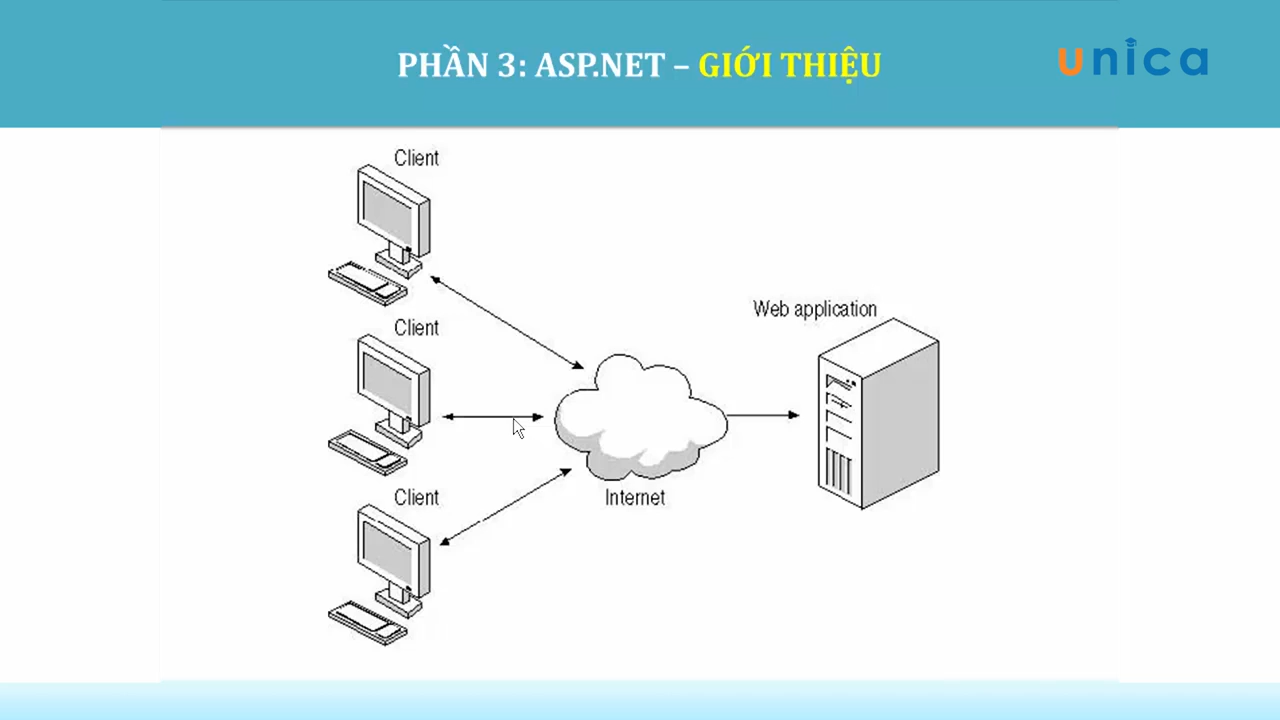 PHẦN 3: ASP.NET – GIỚI THIỆU
unica
Client
Client
Client
Internet
Web application